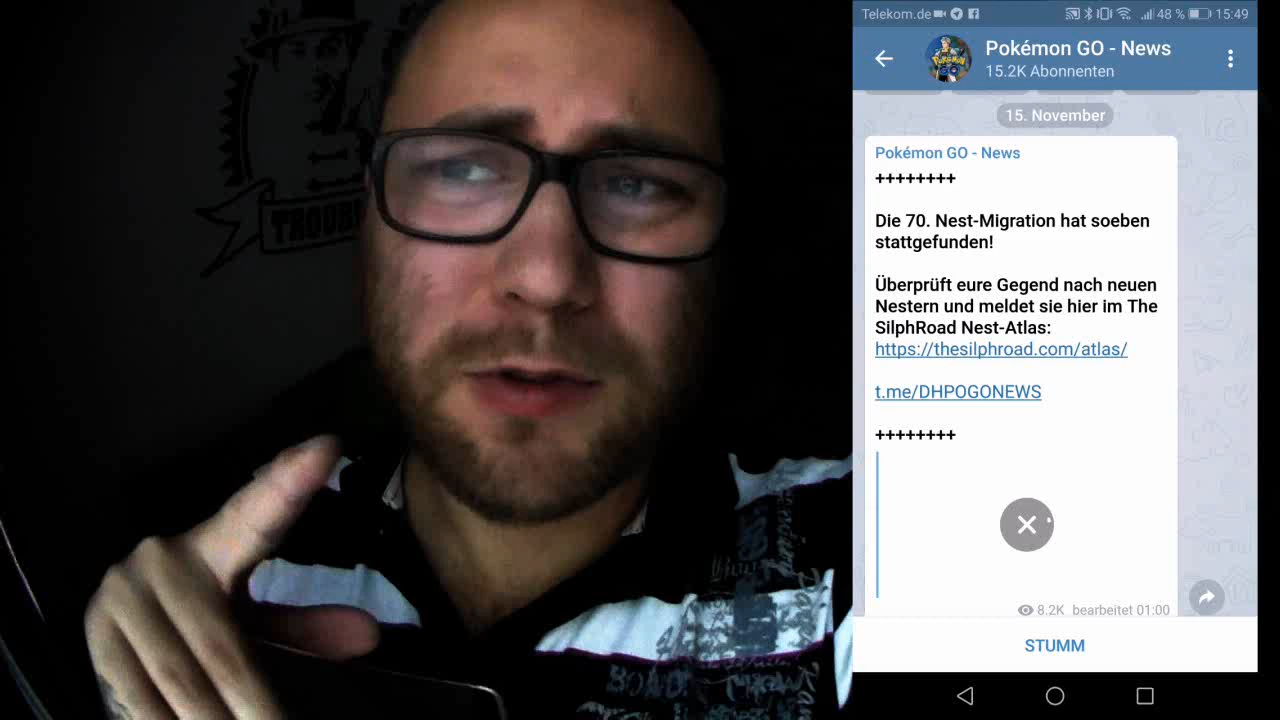 Telekom.de
48 %
15:49
Pokémon GO - News
15.2K Abonnenten
15. November
Pokémon GO - News
++++++++
Die 70. Nest-Migration hat soeben
stattgefunden!
Überprüft eure Gegend nach neuen
Nestern und meldet sie hier im The
SilphRoad Nest-Atlas:
https://thesilphroad.com/atlas/
t.me/DHPOGONEWS
++++++++
8.2K bearbeitet 01:00
STUMM